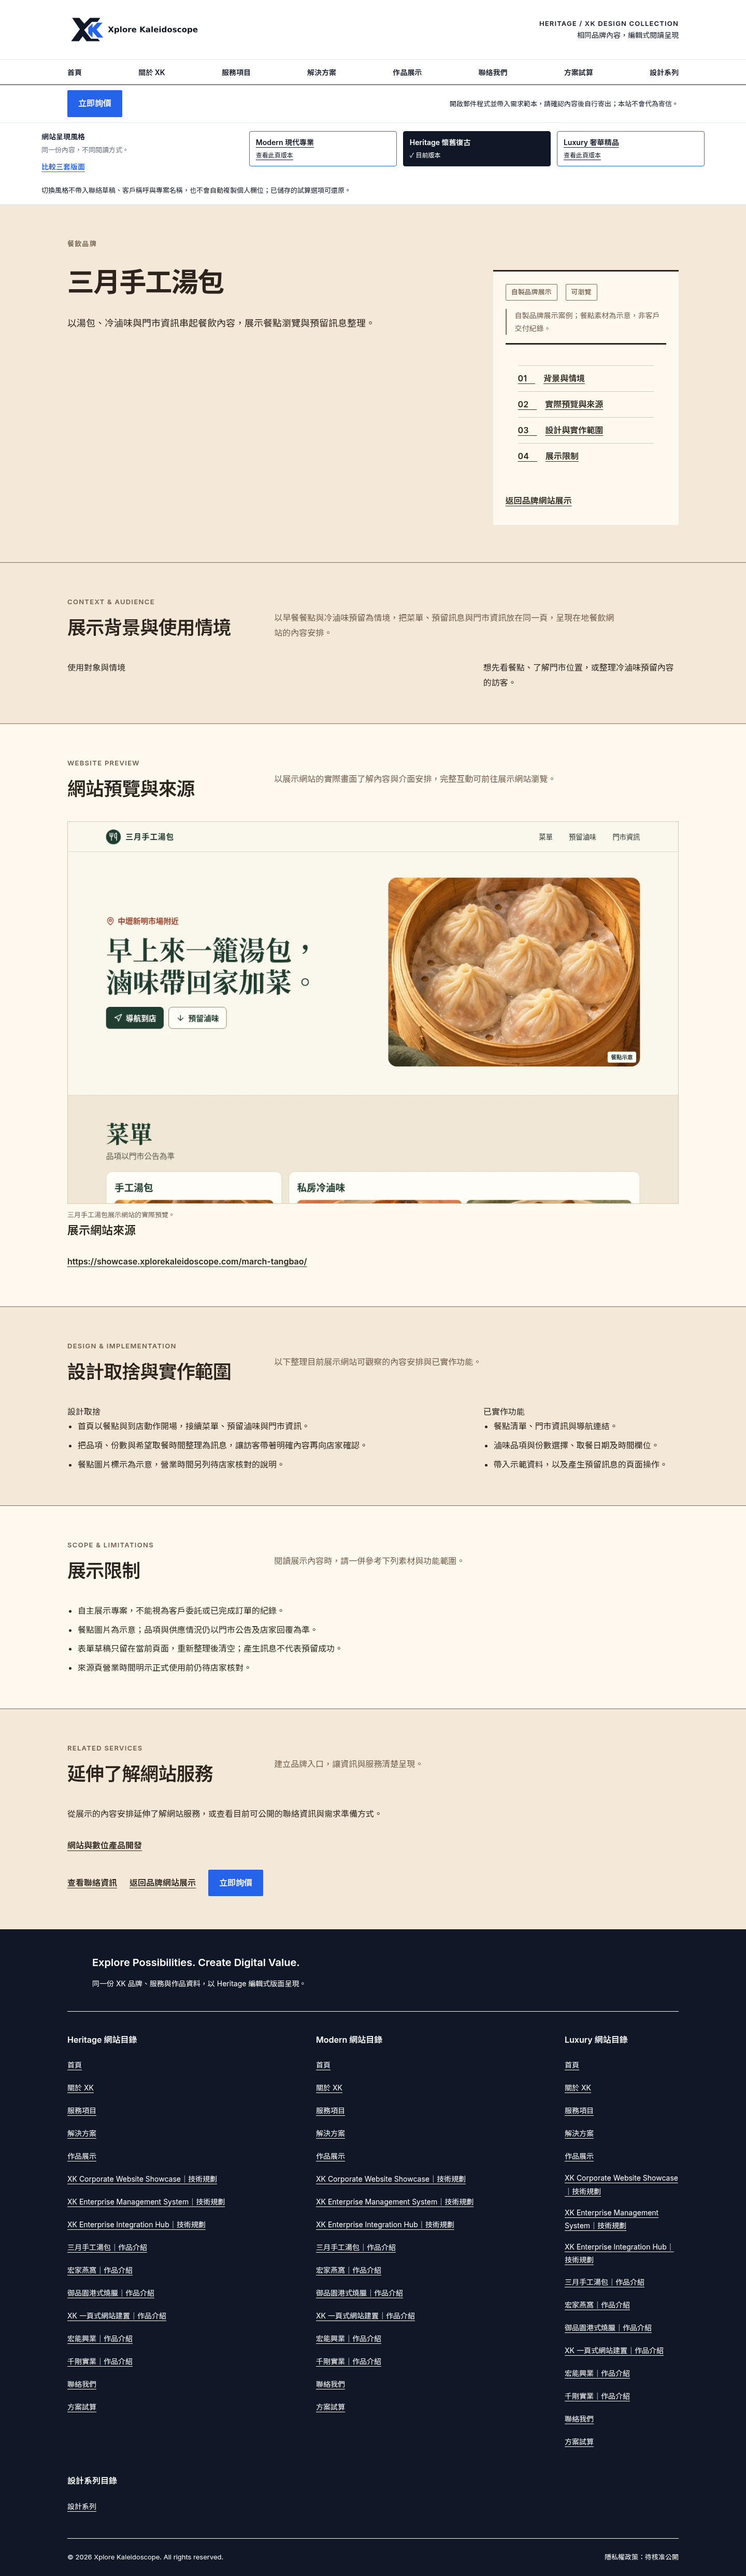 Xplore Kaleidoscope
HERITAGE / XK DESIGN COLLECTION
相同品牌內容，編輯式閱讀呈現
首頁
關於 XK
服務項目
解決方案
作品展示
聯絡我們
方案試算
設計系列
立即詢價
開啟郵件程式並帶入需求範本，請確認內容後自行寄出；本站不會代為寄信。
網站呈現風格
同一份內容，不同閱讀方式。
比較三套版面
Modern 現代專業
查看此頁版本
Heritage 懷舊復古
✓ 目前版本
Luxury 奢華精品
查看此頁版本
切換風格不帶入聯絡草稿、客戶稱呼與專案名稱，也不會自動複製個人欄位；已儲存的試算選項可還原。
餐飲品牌
三月手工湯包
以湯包、冷滷味與門市資訊串起餐飲內容，展示餐點瀏覽與預留訊息整理。
自製品牌展示
可瀏覽
自製品牌展示案例；餐點素材為示意，非客戶
交付紀錄。
01 背景與情境
02 實際預覽與來源
03 設計與實作範圍
04 展示限制
返回品牌網站展示
CONTEXT & AUDIENCE
展示背景與使用情境
以早餐餐點與冷滷味預留為情境，把菜單、預留訊息與門市資訊放在同一頁，呈現在地餐飲網
站的內容安排。
使用對象與情境
想先看餐點、了解門市位置，或整理冷滷味預留內容
的訪客。
WEBSITE PREVIEW
網站預覽與來源
以展示網站的實際畫面了解內容與介面安排，完整互動可前往展示網站瀏覽。
三月手工湯包
菜單
預留滷味
門市資訊
中壢新明市場附近
早上來一籠湯包，
滷味帶回家加菜。
導航到店
預留滷味
餐點示意
菜單
品項以門市公告為準
手工湯包
私房冷滷味
三月手工湯包展示網站的實際預覽。
展示網站來源
https://showcase.xplorekaleidoscope.com/march-tangbao/
DESIGN & IMPLEMENTATION
設計取捨與實作範圍
以下整理目前展示網站可觀察的內容安排與已實作功能。
設計取捨
• 首頁以餐點與到店動作開場，接續菜單、預留滷味與門市資訊。
• 把品項、份數與希望取餐時間整理為訊息，讓訪客帶著明確內容再向店家確認。
• 餐點圖片標示為示意，營業時間另列待店家核對的說明。
已實作功能
• 餐點清單、門市資訊與導航連結。
• 滷味品項與份數選擇、取餐日期及時間欄位。
• 帶入示範資料，以及產生預留訊息的頁面操作。
SCOPE & LIMITATIONS
展示限制
閱讀展示內容時，請一併參考下列素材與功能範圍。
• 自主展示專案，不能視為客戶委託或已完成訂單的紀錄。
• 餐點圖片為示意；品項與供應情況仍以門市公告及店家回覆為準。
• 表單草稿只留在當前頁面，重新整理後清空；產生訊息不代表預留成功。
• 來源頁營業時間明示正式使用前仍待店家核對。
RELATED SERVICES
延伸了解網站服務
建立品牌入口，讓資訊與服務清楚呈現。
從展示的內容安排延伸了解網站服務，或查看目前可公開的聯絡資訊與需求準備方式。
網站與數位產品開發
查看聯絡資訊
返回品牌網站展示
立即詢價
Explore Possibilities. Create Digital Value.
同一份 XK 品牌、服務與作品資料，以 Heritage 編輯式版面呈現。
Heritage 網站目錄
首頁
關於 XK
服務項目
解決方案
作品展示
XK Corporate Website Showcase｜技術規劃
XK Enterprise Management System｜技術規劃
XK Enterprise Integration Hub｜技術規劃
三月手工湯包｜作品介紹
宏家燕窩｜作品介紹
御品園港式燒臘｜作品介紹
XK 一頁式網站建置｜作品介紹
宏能興業｜作品介紹
千剛實業｜作品介紹
聯絡我們
方案試算
Modern 網站目錄
首頁
關於 XK
服務項目
解決方案
作品展示
XK Corporate Website Showcase｜技術規劃
XK Enterprise Management System｜技術規劃
XK Enterprise Integration Hub｜技術規劃
三月手工湯包｜作品介紹
宏家燕窩｜作品介紹
御品園港式燒臘｜作品介紹
XK 一頁式網站建置｜作品介紹
宏能興業｜作品介紹
千剛實業｜作品介紹
聯絡我們
方案試算
Luxury 網站目錄
首頁
關於 XK
服務項目
解決方案
作品展示
XK Corporate Website Showcase
｜技術規劃
XK Enterprise Management
System｜技術規劃
XK Enterprise Integration Hub｜
技術規劃
三月手工湯包｜作品介紹
宏家燕窩｜作品介紹
御品園港式燒臘｜作品介紹
XK 一頁式網站建置｜作品介紹
宏能興業｜作品介紹
千剛實業｜作品介紹
聯絡我們
方案試算
設計系列目錄
設計系列
© 2026 Xplore Kaleidoscope. All rights reserved.
隱私權政策：待核准公開